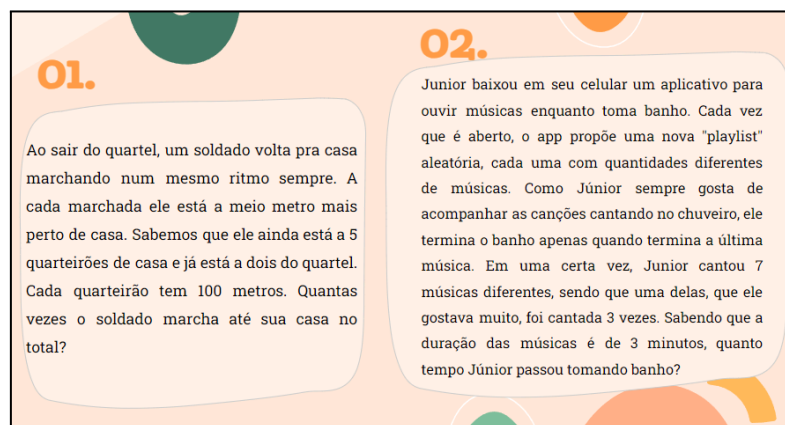 01.
Ao sair do quartel, um soldado volta pra casa
marchando num mesmo ritmo sempre. A
cada marchada ele está a meio metro mais
perto de casa. Sabemos que ele ainda está a 5
quarteirões de casa e já está a dois do quartel.
Cada quarteirão tem 100 metros. Quantas
vezes o soldado marcha até sua casa no
total?
02.
Junior baixou em seu celular um aplicativo para
ouvir músicas enquanto toma banho. Cada vez
que é aberto, o app propõe uma nova "playlist"
aleatória, cada uma com quantidades diferentes
de músicas. Como Júnior sempre gosta de
acompanhar as canções cantando no chuveiro, ele
termina o banho apenas quando termina a última
música. Em uma certa vez, Junior cantou 7
músicas diferentes, sendo que uma delas, que ele
gostava muito, foi cantada 3 vezes. Sabendo que a
duração das músicas é de 3 minutos, quanto
tempo Júnior passou tomando banho?